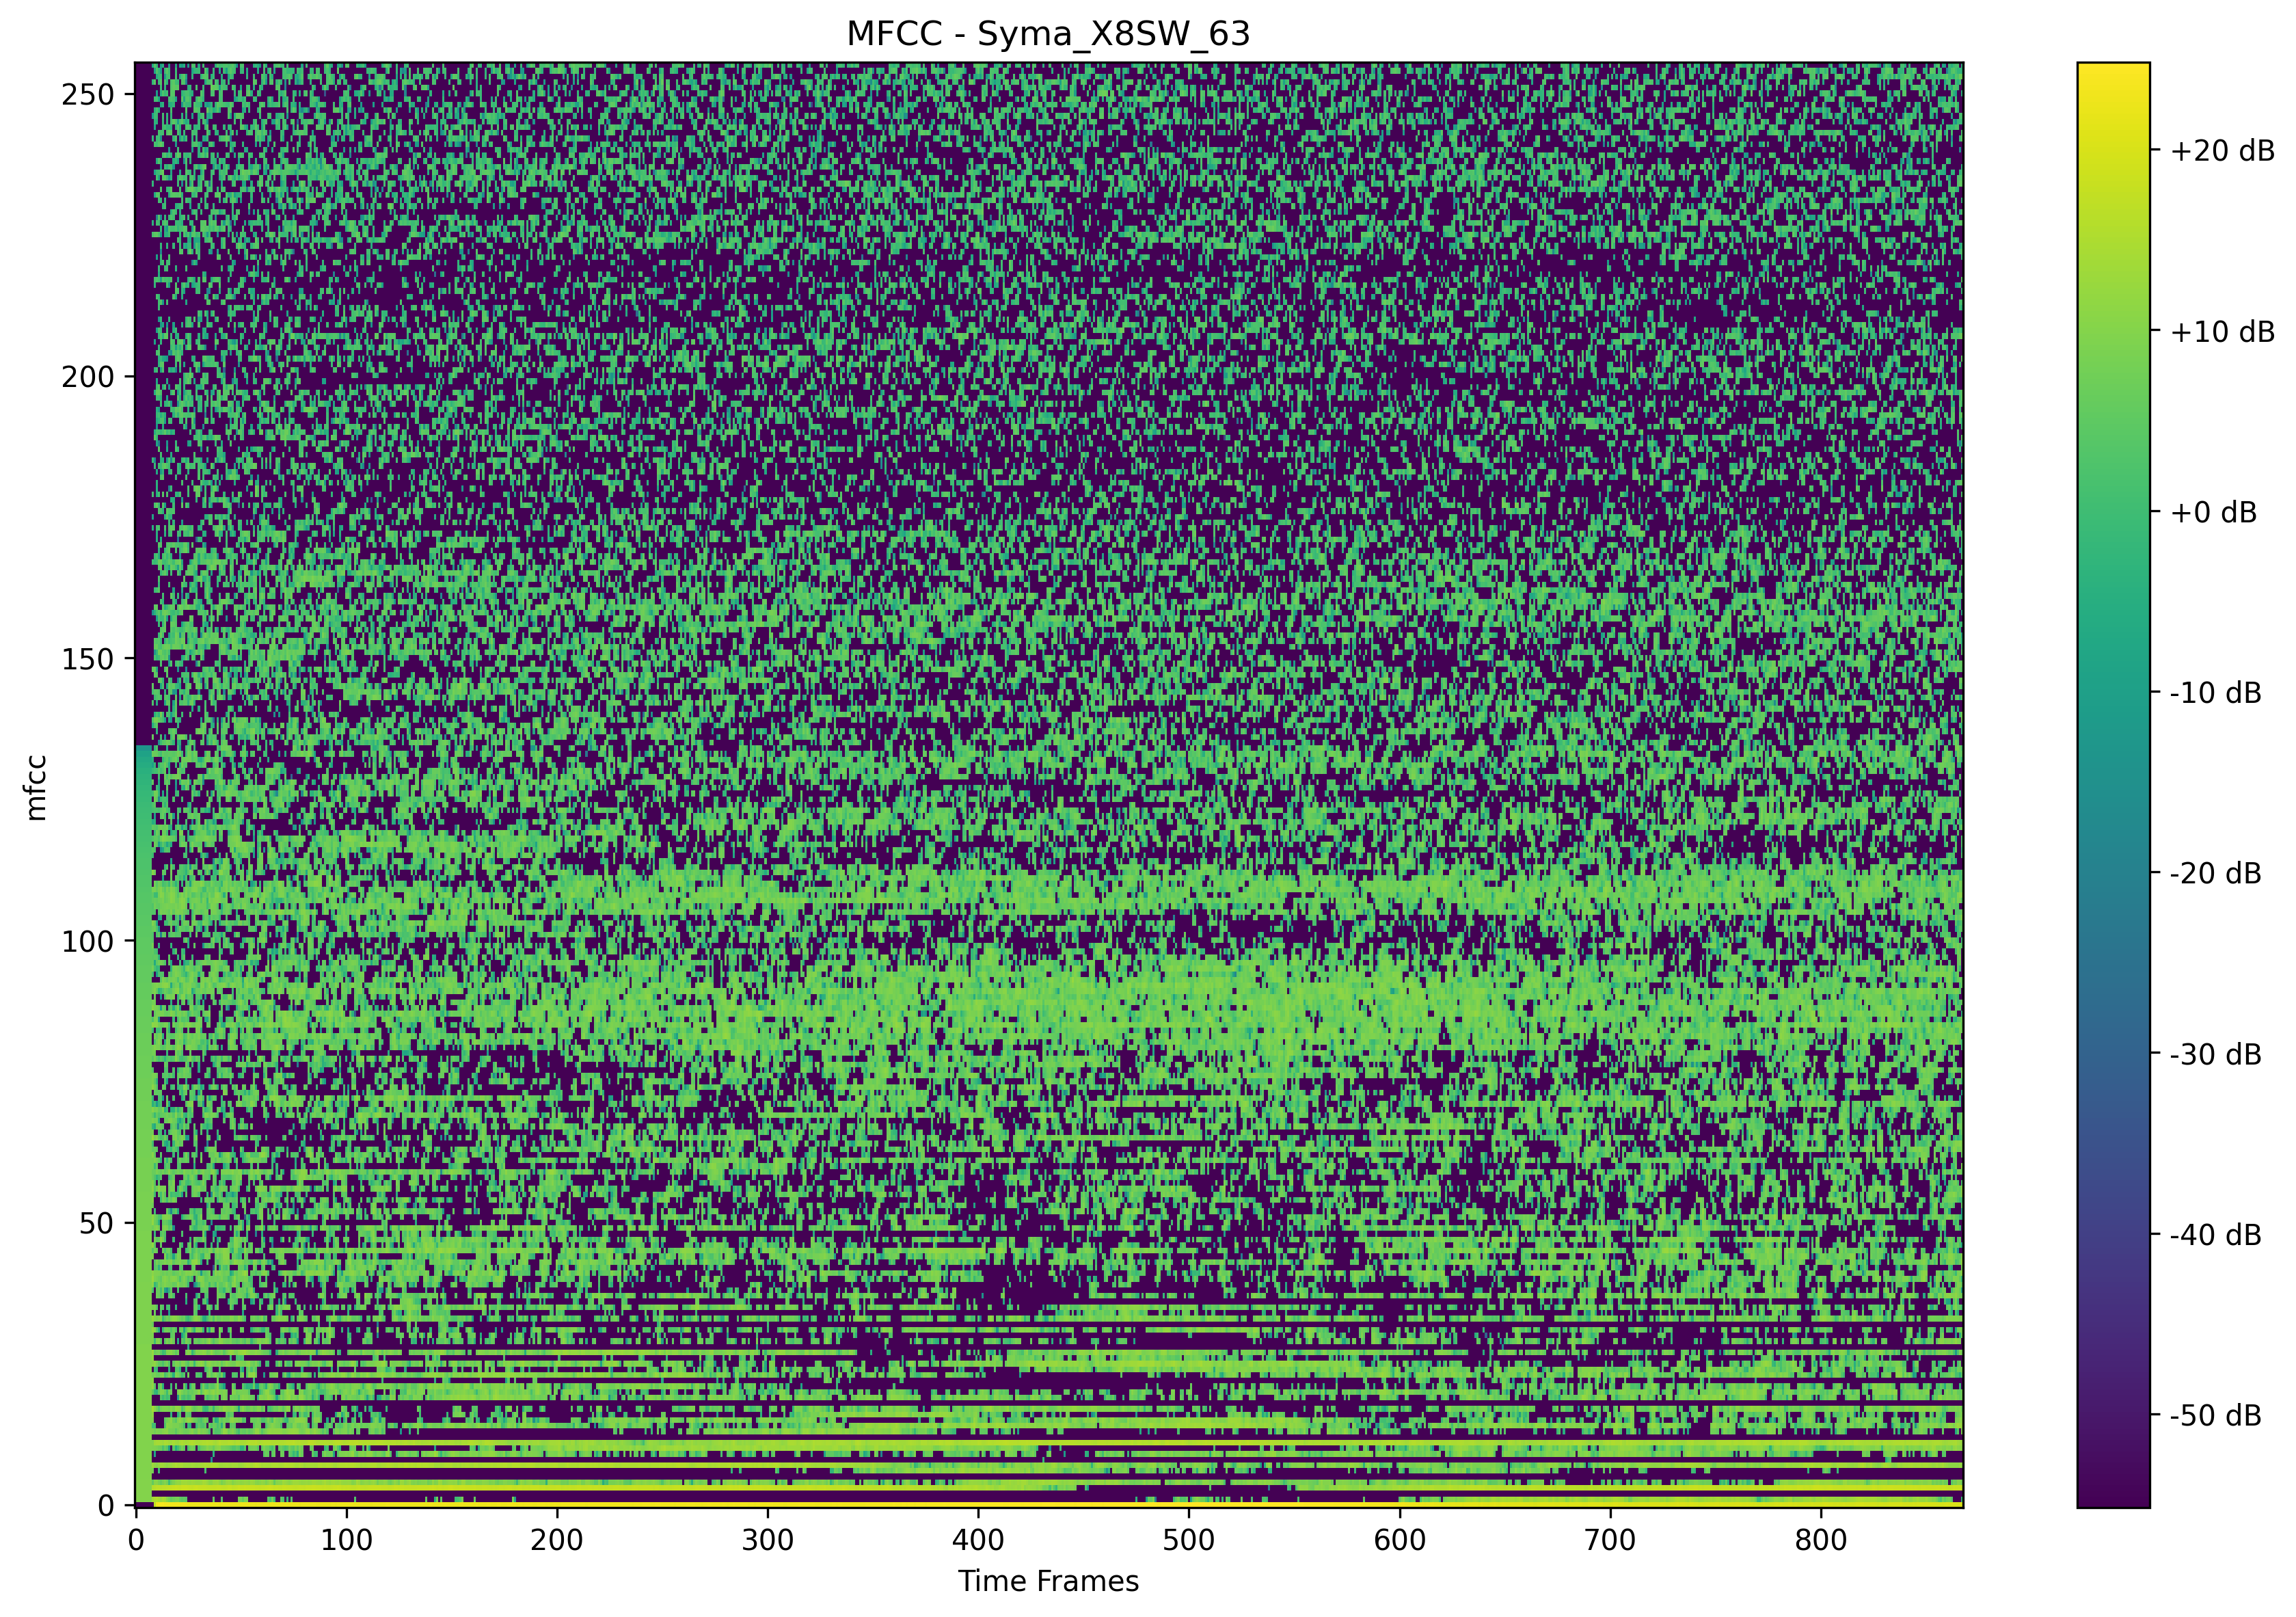 MFCC - Syma_X8SW_63
250
200
150
100
50
0
mfcc
0 100 200 300 400 500 600 700 800
Time Frames
+20 dB
+10 dB
+0 dB
-10 dB
-20 dB
-30 dB
-40 dB
-50 dB